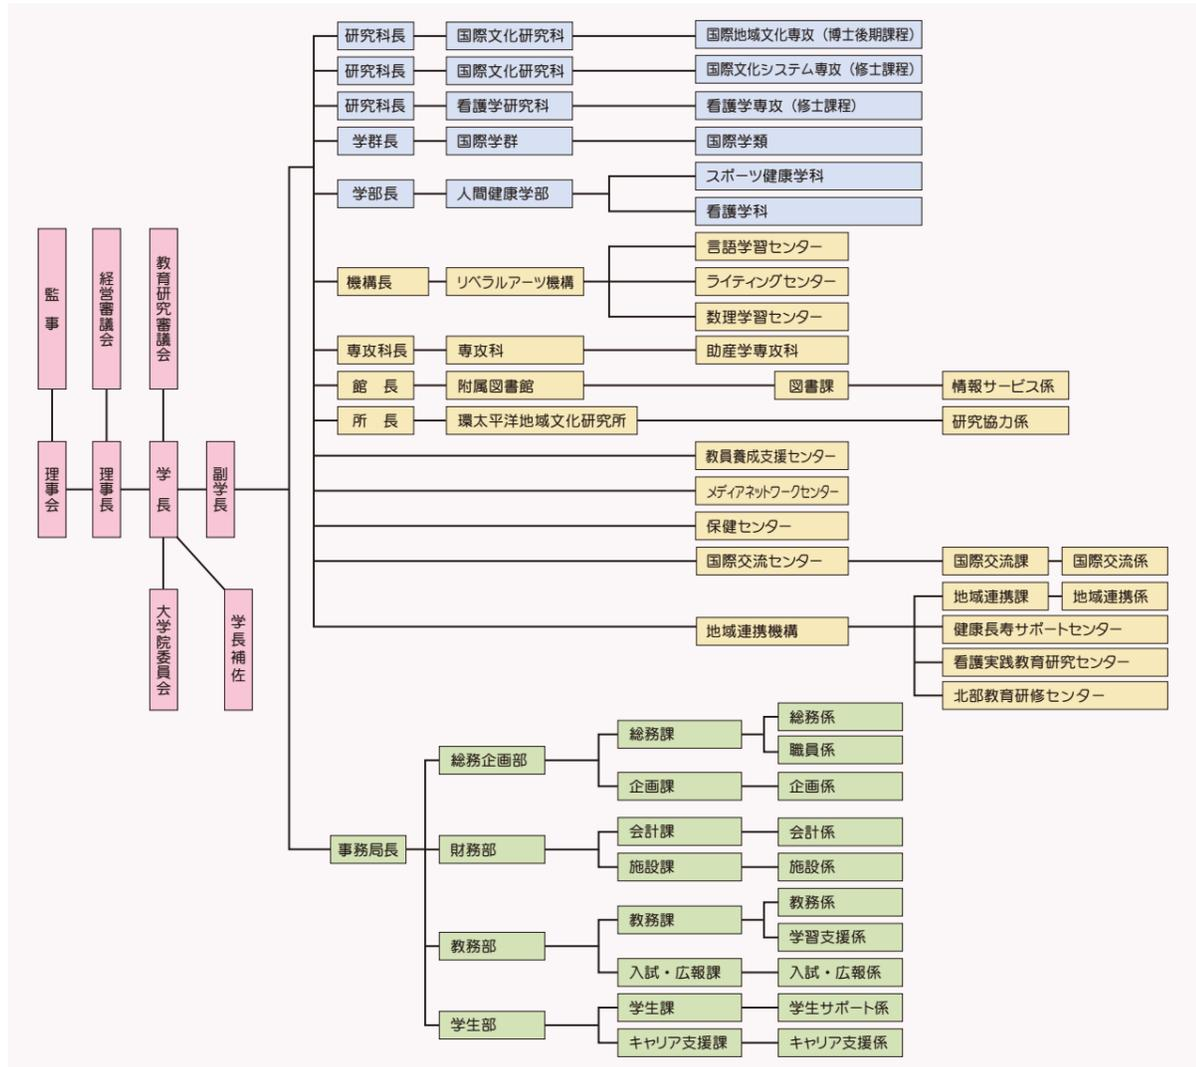 研究科長 国際文化研究科 国際地域文化専攻（博士後期課程）
研究科長 国際文化研究科 国際文化システム専攻（修士課程）
研究科長 看護学研究科 看護学専攻（修士課程）
学群長 国際学群 国際学類
学部長 人間健康学部
スポーツ健康学科
看護学科
機構長 リベラルアーツ機構
言語学習センター
ライティングセンター
数理学習センター
専攻科長 専攻科 助産学専攻科
館 長 附属図書館 図書課 情報サービス係
所 長 環太平洋地域文化研究所 研究協力係
教員養成支援センター
メディアネットワークセンター
保健センター
国際交流センター 国際交流課 国際交流係
地域連携機構
地域連携課 地域連携係
健康長寿サポートセンター
看護実践教育研究センター
北部教育研修センター
監 事
経営審議会
教育研究審議会
理事会
理事長
学 長
副学長
大学院委員会
学長補佐
事務局長
総務企画部
総務課
総務係
職員係
企画課 企画係
財務部
会計課 会計係
施設課 施設係
教務部
教務課
教務係
学習支援係
入試・広報課 入試・広報係
学生部
学生課 学生サポート係
キャリア支援課 キャリア支援係